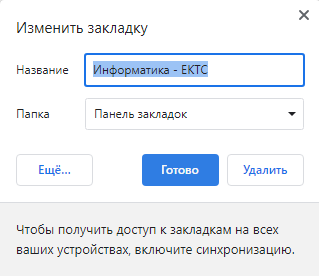 Изменить закладку
Название
Информатика - ЕКТС
Папка
Панель закладок
Ещё...
Готово
Удалить
Чтобы получить доступ к закладкам на всех
ваших устройствах, включите синхронизацию.